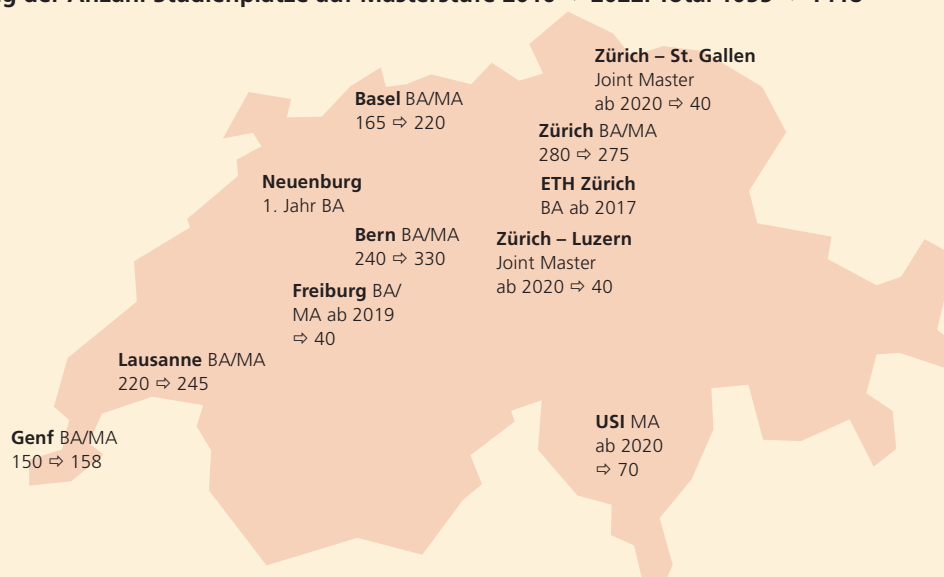 Zürich – St. Gallen
Joint Master
ab 2020 ⇨ 40
Basel BA/MA
165 ⇨ 220
Zürich BA/MA
280 ⇨ 275
Neuenburg
1. Jahr BA
ETH Zürich
BA ab 2017
Bern BA/MA
240 ⇨ 330
Zürich – Luzern
Joint Master
ab 2020 ⇨ 40
Freiburg BA/
MA ab 2019
⇨ 40
Lausanne BA/MA
220 ⇨ 245
Genf BA/MA
150 ⇨ 158
USI MA
ab 2020
⇨ 70